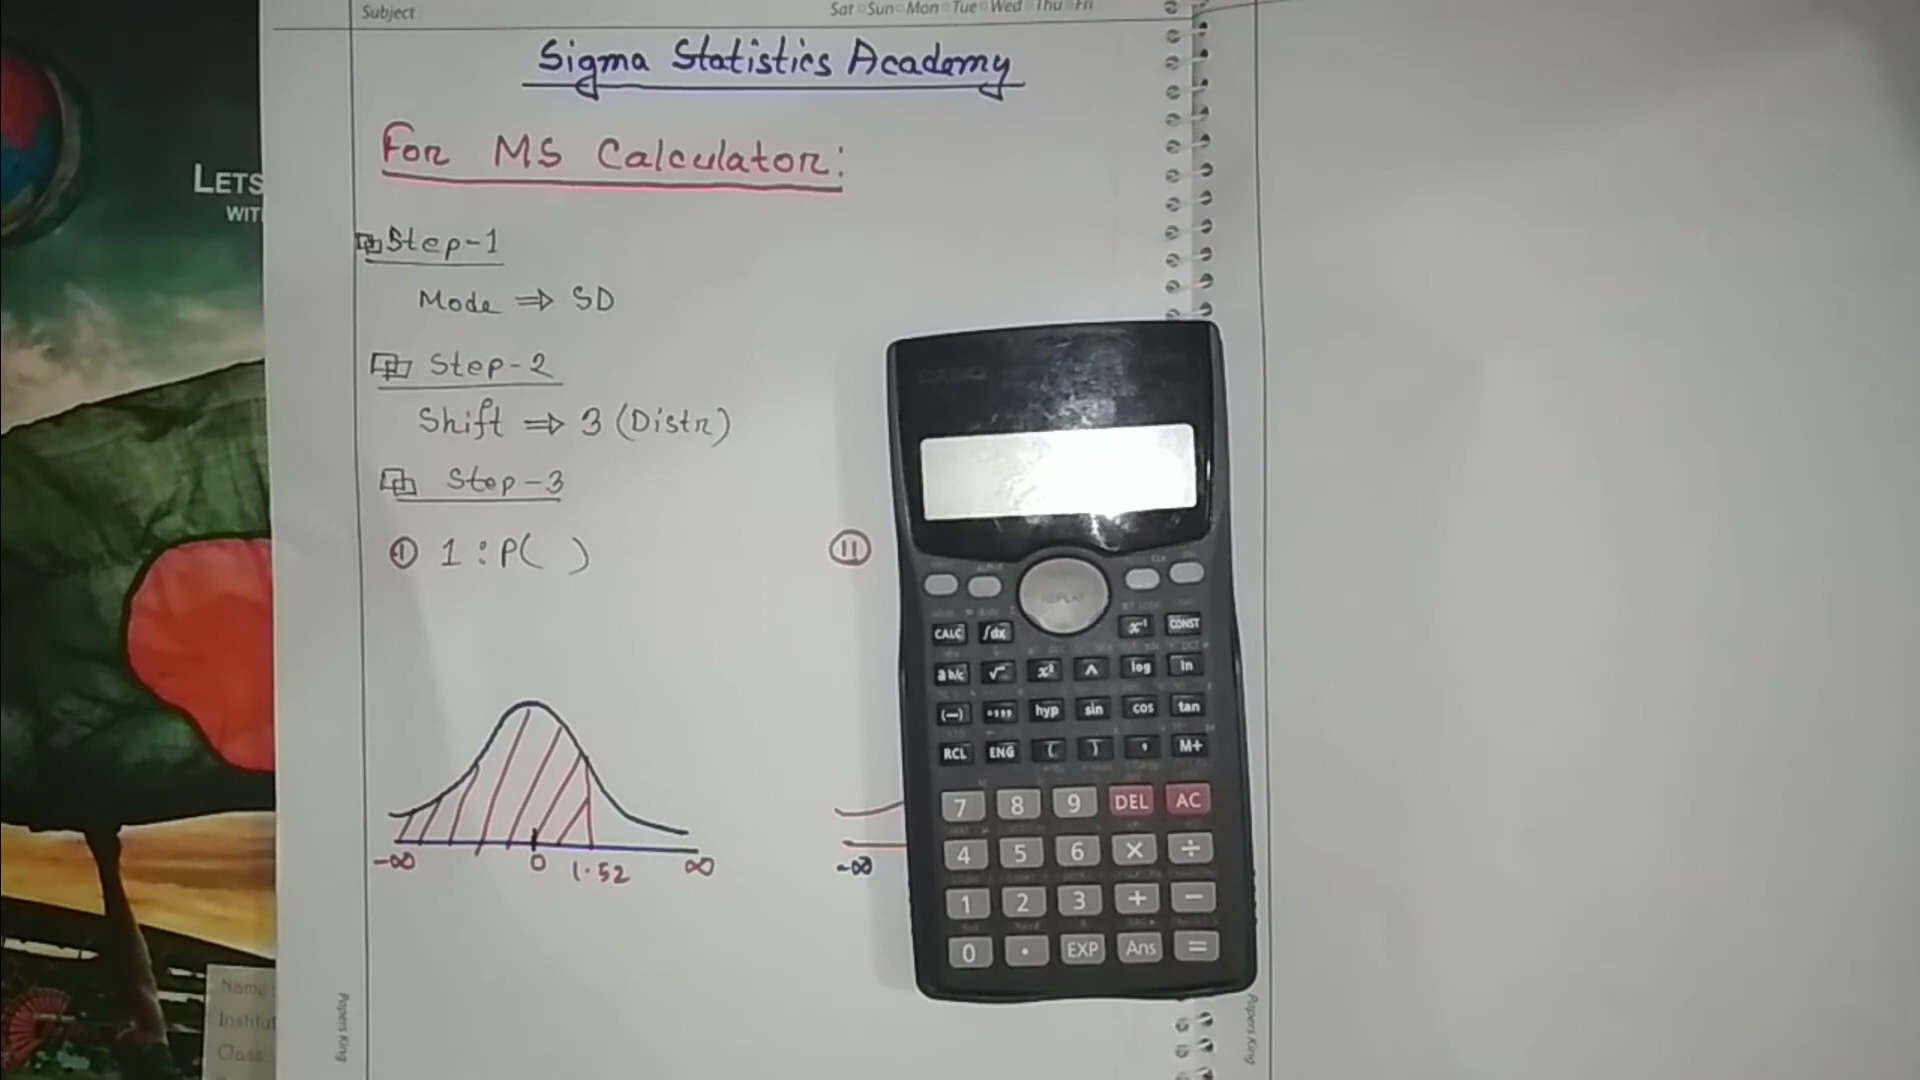 Subject
Sat Sun Mon Tue Wed Thu Fri
Sigma Statistics Academy
For MS Calculator:
LETS
WIT
Step-1
Mode ⇒ SD
Step-2
Shift ⇒ 3 (Distr)
Step-3
I 1 : P( )
II
-∞ 0 1.52 ∞
-∞
CASIO
REPLAY
CALC ∫dx x⁻¹ CONST
a b/c √ x² ^ log ln
(—) °''' hyp sin cos tan
RCL ENG ( ) , M+
7 8 9 DEL AC
4 5 6 × ÷
1 2 3 + −
0 . EXP Ans =
Name
Institut
Class
Papers King
Papers King